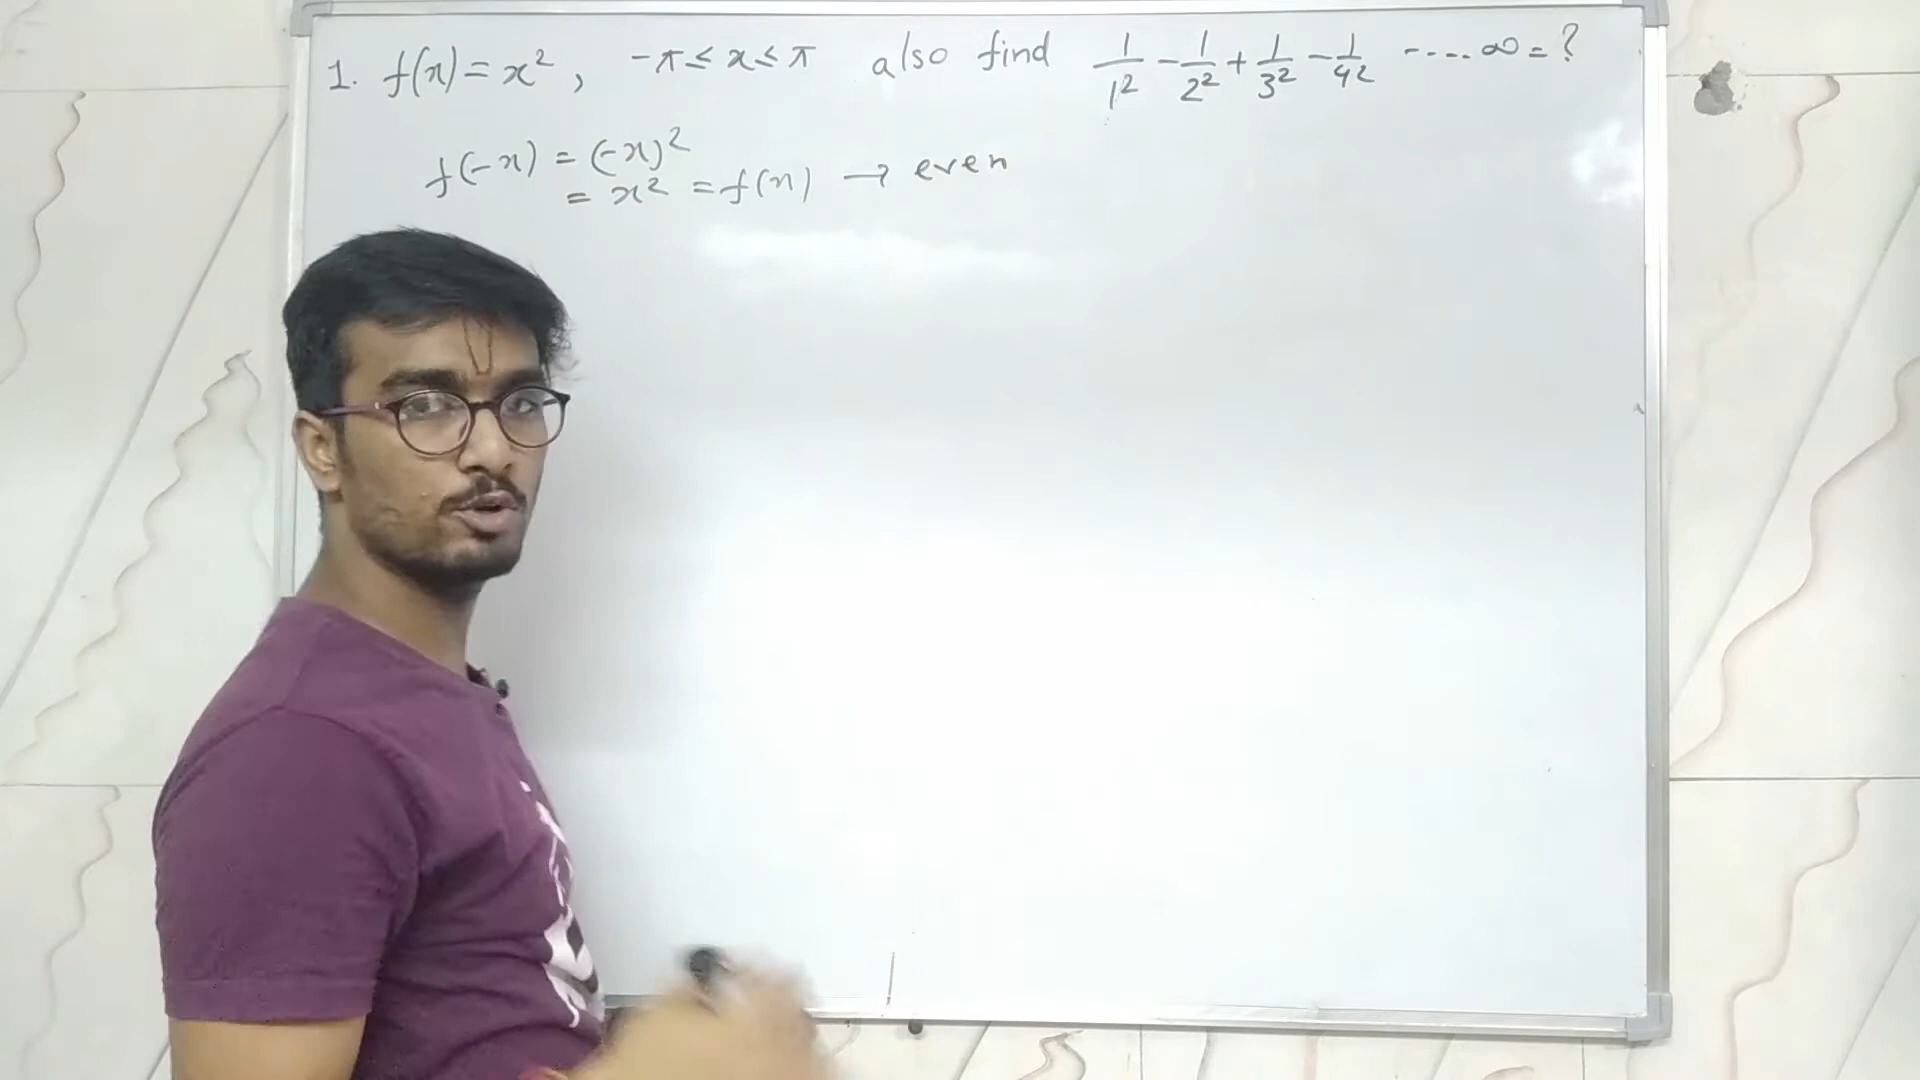 1. f(x) = x², -π ≤ x ≤ π also find 1/1² - 1/2² + 1/3² - 1/4² ----.∞ = ?
f(-x) = (-x)²
= x² = f(x) → even